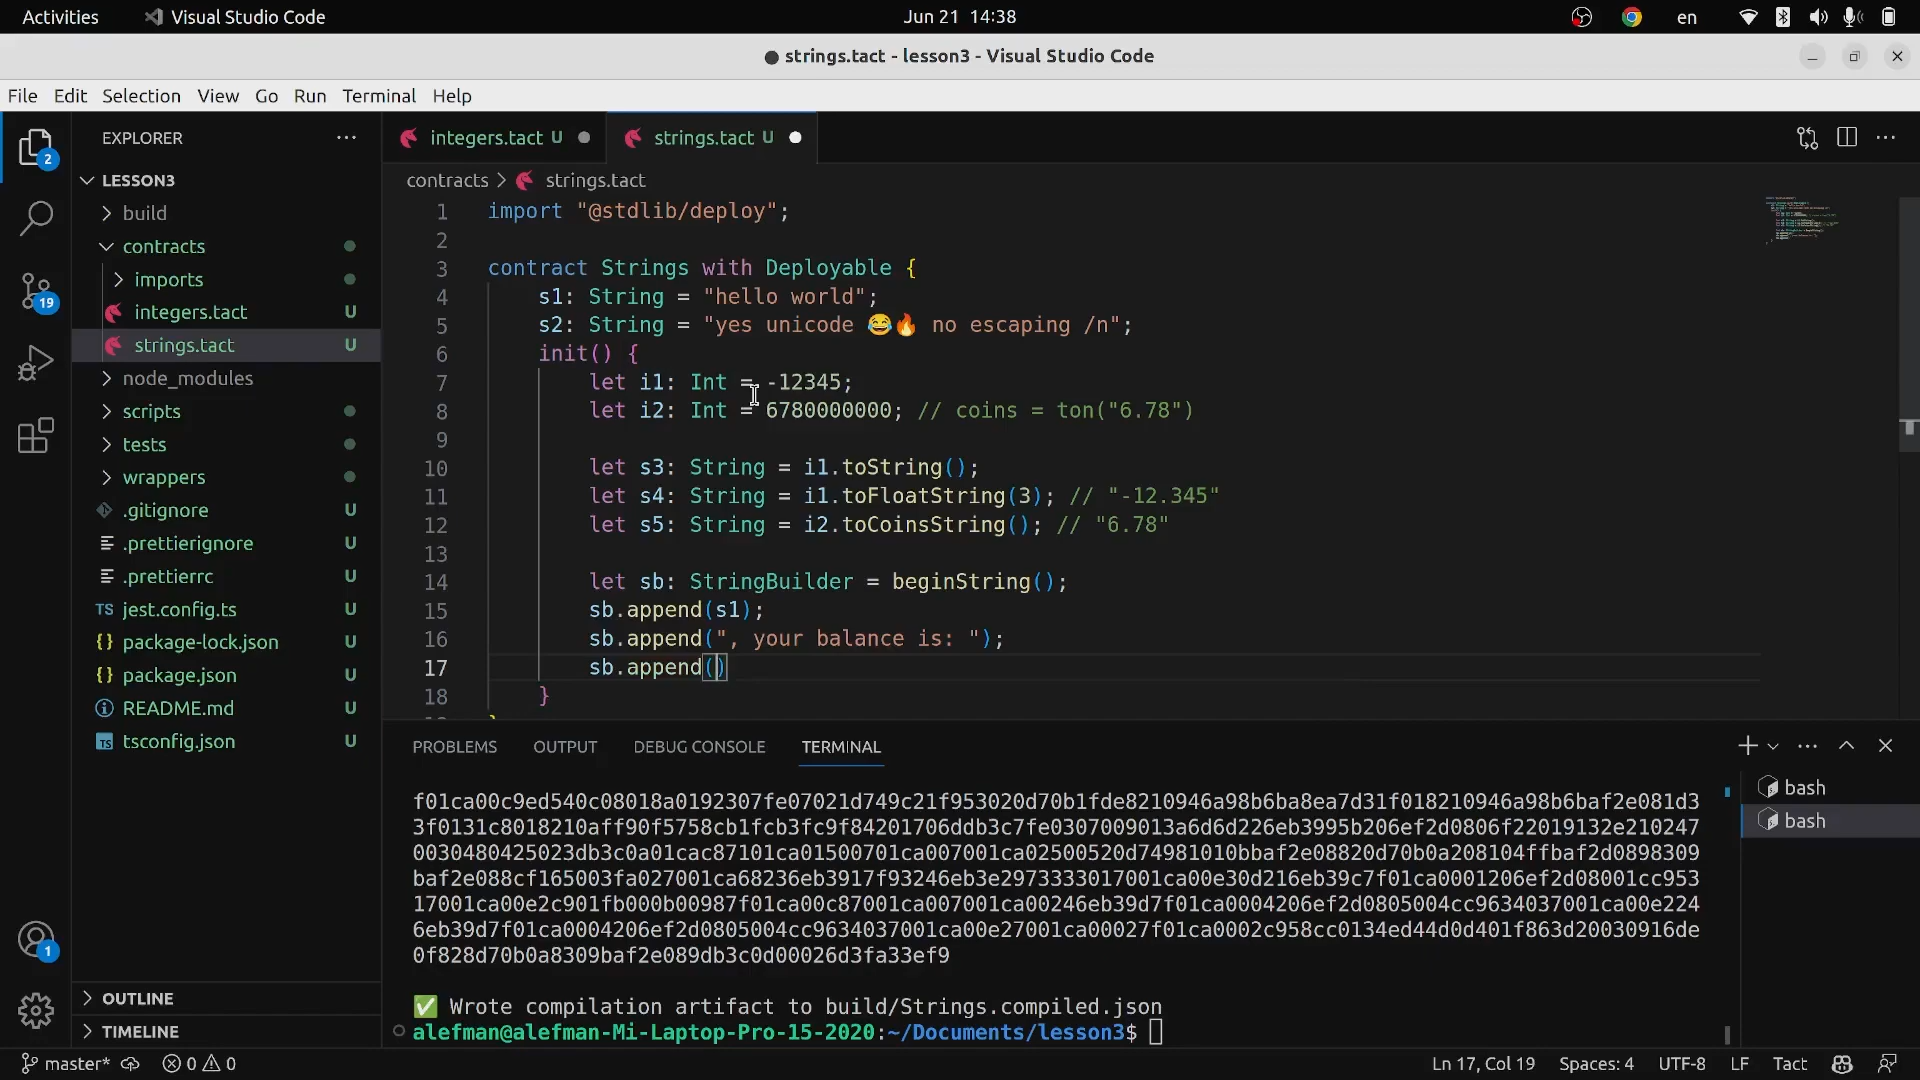 Activities
Visual Studio Code
Jun 21 14:38
en
● strings.tact - lesson3 - Visual Studio Code
File Edit Selection View Go Run Terminal Help
2
19
1
EXPLORER
LESSON3
build
contracts
imports
integers.tact U
strings.tact U
node_modules
scripts
tests
wrappers
.gitignore U
.prettierignore U
.prettierrc U
TS jest.config.ts U
{} package-lock.json U
{} package.json U
README.md U
TS tsconfig.json U
OUTLINE
TIMELINE
integers.tact U
strings.tact U
contracts > strings.tact
1 import "@stdlib/deploy";
2
3 contract Strings with Deployable {
4 s1: String = "hello world";
5 s2: String = "yes unicode 😂🔥 no escaping /n";
6 init() {
7 let i1: Int = -12345;
8 let i2: Int = 6780000000; // coins = ton("6.78")
9
10 let s3: String = i1.toString();
11 let s4: String = i1.toFloatString(3); // "-12.345"
12 let s5: String = i2.toCoinsString(); // "6.78"
13
14 let sb: StringBuilder = beginString();
15 sb.append(s1);
16 sb.append(", your balance is: ");
17 sb.append()
18 }
PROBLEMS OUTPUT DEBUG CONSOLE TERMINAL
f01ca00c9ed540c08018a0192307fe07021d749c21f953020d70b1fde8210946a98b6ba8ea7d31f018210946a98b6baf2e081d3
3f0131c8018210aff90f5758cb1fcb3fc9f84201706ddb3c7fe0307009013a6d6d226eb3995b206ef2d0806f22019132e210247
0030480425023db3c0a01cac87101ca01500701ca007001ca02500520d74981010bbaf2e08820d70b0a208104ffbaf2d0898309
baf2e088cf165003fa027001ca68236eb3917f93246eb3e2973333017001ca00e30d216eb39c7f01ca0001206ef2d08001cc953
17001ca00e2c901fb000b00987f01ca00c87001ca007001ca00246eb39d7f01ca0004206ef2d0805004cc9634037001ca00e224
6eb39d7f01ca0004206ef2d0805004cc9634037001ca00e27001ca00027f01ca0002c958cc0134ed44d0d401f863d20030916de
0f828d70b0a8309baf2e089db3c0d00026d3fa33ef9
✅ Wrote compilation artifact to build/Strings.compiled.json
alefman@alefman-Mi-Laptop-Pro-15-2020:~/Documents/lesson3$
bash
bash
master* 0 0
Ln 17, Col 19 Spaces: 4 UTF-8 LF Tact